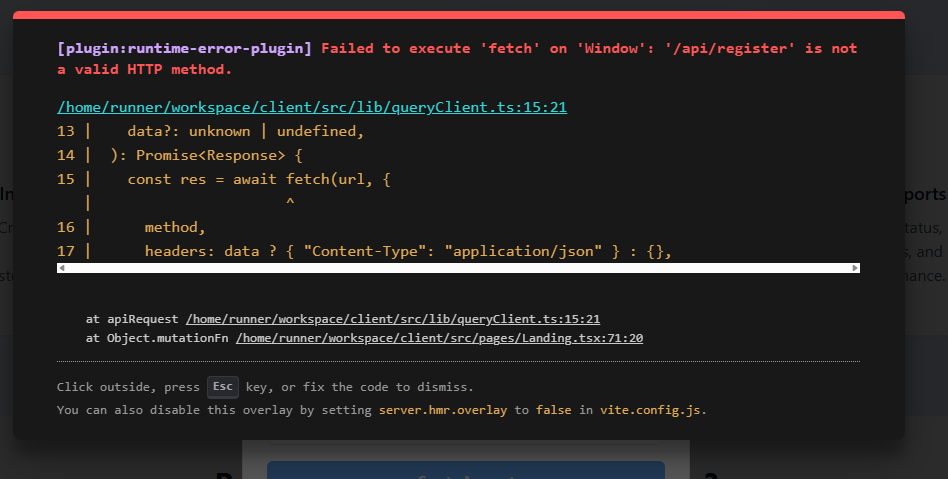 [plugin:runtime-error-plugin] Failed to execute 'fetch' on 'Window': '/api/register' is not
a valid HTTP method.
/home/runner/workspace/client/src/lib/queryClient.ts:15:21
13 |    data?: unknown | undefined,
14 |  ): Promise<Response> {
15 |    const res = await fetch(url, {
   |                      ^
16 |      method,
17 |      headers: data ? { "Content-Type": "application/json" } : {},
at apiRequest /home/runner/workspace/client/src/lib/queryClient.ts:15:21
at Object.mutationFn /home/runner/workspace/client/src/pages/Landing.tsx:71:20
Click outside, press Esc key, or fix the code to dismiss.
You can also disable this overlay by setting server.hmr.overlay to false in vite.config.js.